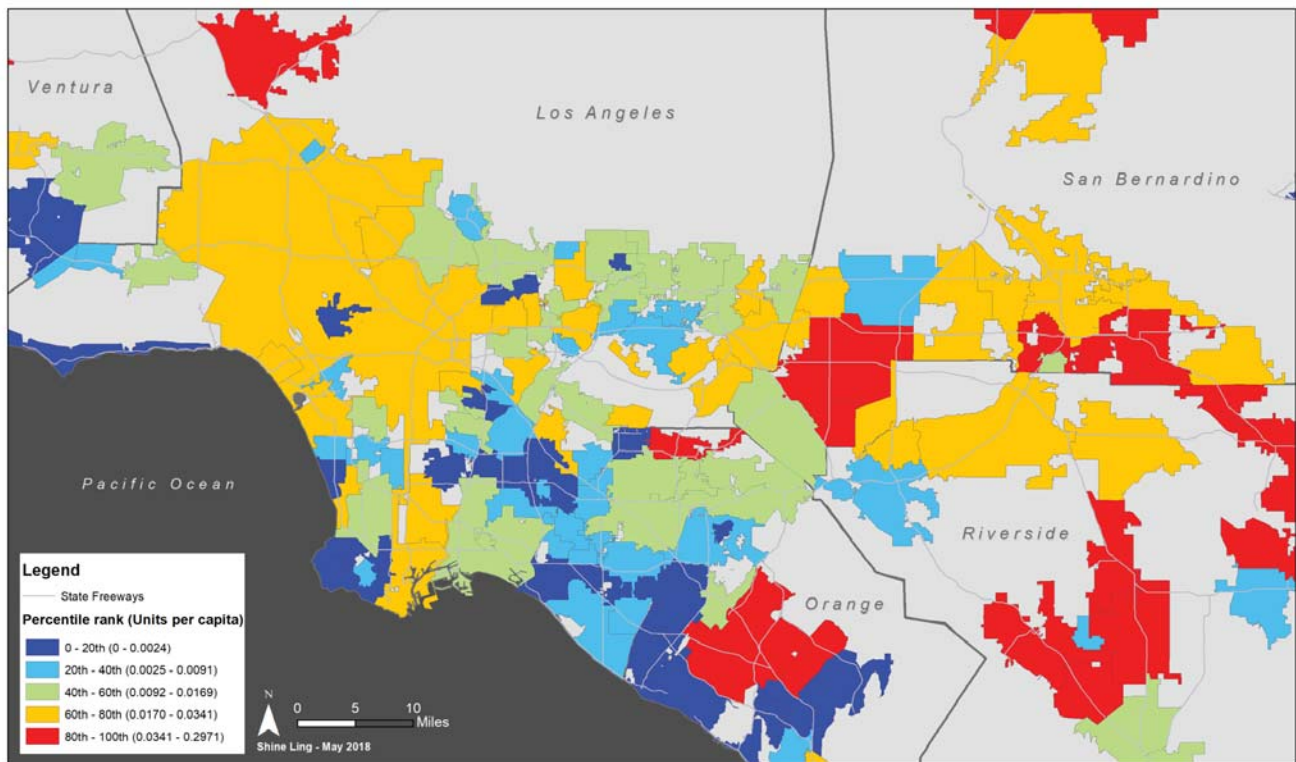 Ventura
Los Angeles
San Bernardino
Pacific Ocean
Riverside
Orange
Legend
State Freeways
Percentile rank (Units per capita)
0 - 20th (0 - 0.0024)
20th - 40th (0.0025 - 0.0091)
40th - 60th (0.0092 - 0.0169)
60th - 80th (0.0170 - 0.0341)
80th - 100th (0.0341 - 0.2971)
N
0 5 10
Miles
Shine Ling - May 2018